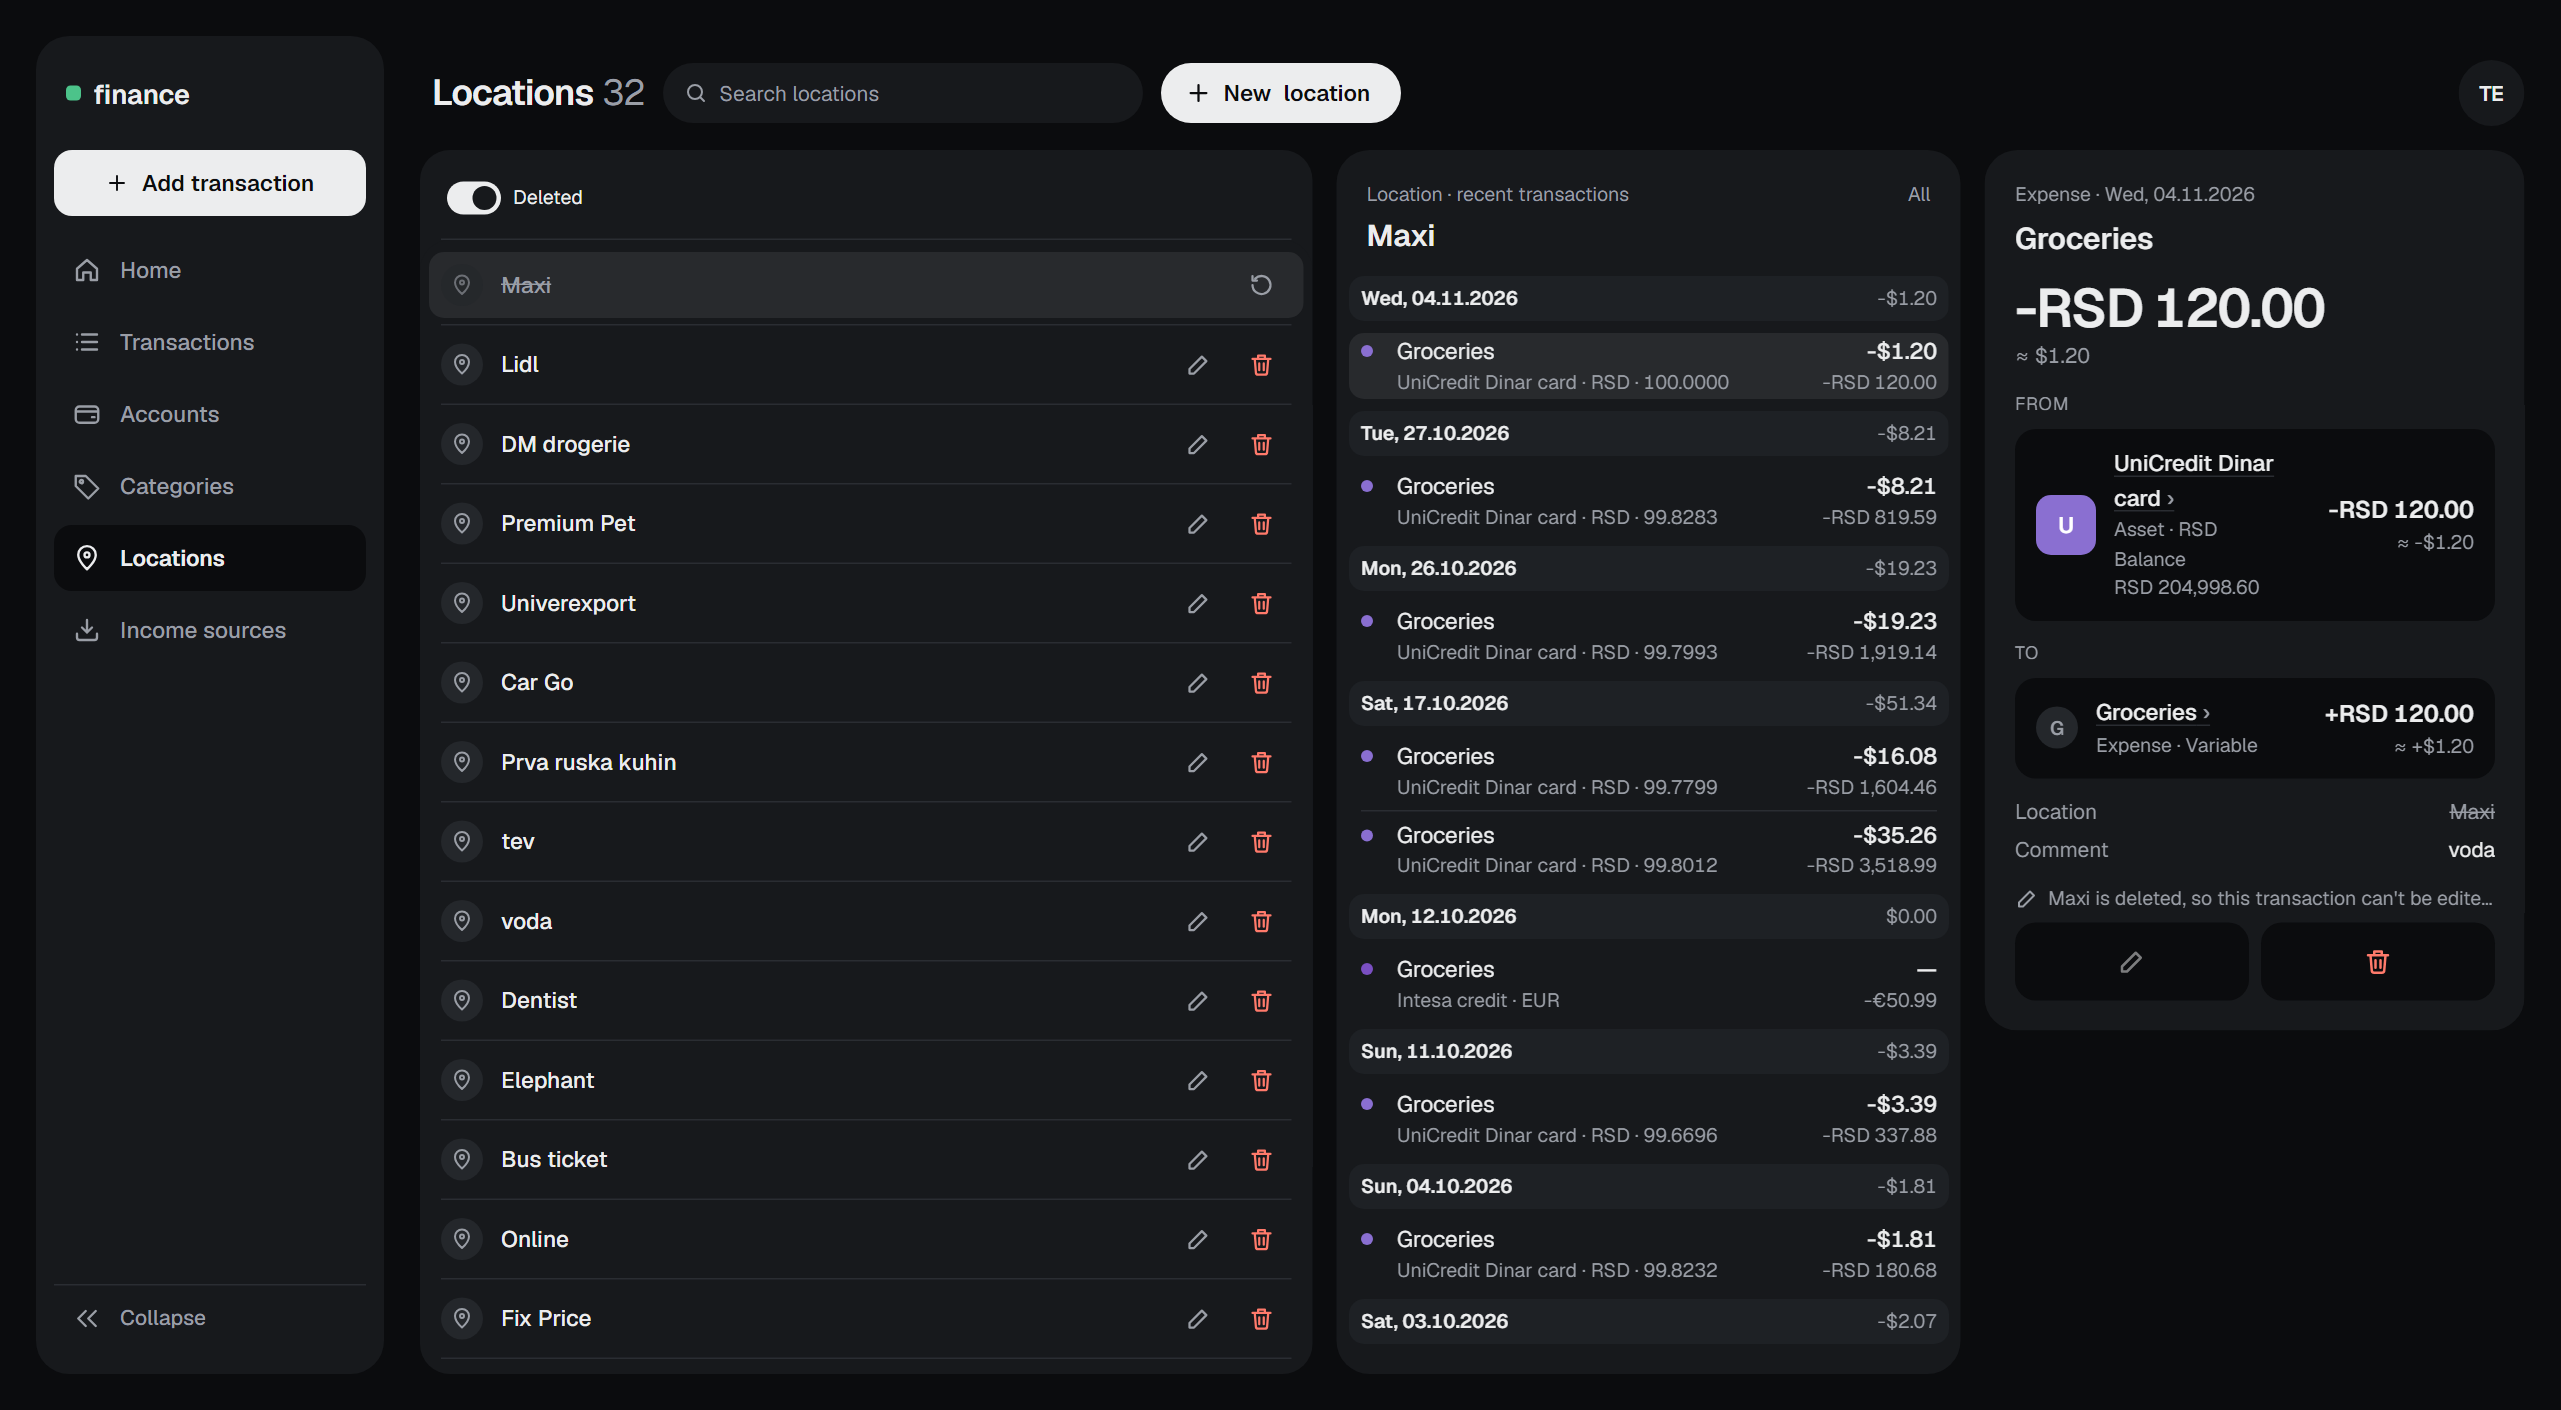 finance
Add transaction
Home
Transactions
Accounts
Categories
Locations
Income sources
Collapse
Locations 32
Search locations
New location
TE
Deleted
Maxi
Lidl
DM drogerie
Premium Pet
Univerexport
Car Go
Prva ruska kuhin
tev
voda
Dentist
Elephant
Bus ticket
Online
Fix Price
Location · recent transactions All
Maxi
Wed, 04.11.2026 -$1.20
Groceries -$1.20
UniCredit Dinar card · RSD · 100.0000 -RSD 120.00
Tue, 27.10.2026 -$8.21
Groceries -$8.21
UniCredit Dinar card · RSD · 99.8283 -RSD 819.59
Mon, 26.10.2026 -$19.23
Groceries -$19.23
UniCredit Dinar card · RSD · 99.7993 -RSD 1,919.14
Sat, 17.10.2026 -$51.34
Groceries -$16.08
UniCredit Dinar card · RSD · 99.7799 -RSD 1,604.46
Groceries -$35.26
UniCredit Dinar card · RSD · 99.8012 -RSD 3,518.99
Mon, 12.10.2026 $0.00
Groceries —
Intesa credit · EUR -€50.99
Sun, 11.10.2026 -$3.39
Groceries -$3.39
UniCredit Dinar card · RSD · 99.6696 -RSD 337.88
Sun, 04.10.2026 -$1.81
Groceries -$1.81
UniCredit Dinar card · RSD · 99.8232 -RSD 180.68
Sat, 03.10.2026 -$2.07
Expense · Wed, 04.11.2026
Groceries
-RSD 120.00
≈ $1.20
FROM
U
UniCredit Dinar
card ›
Asset · RSD
Balance
RSD 204,998.60
-RSD 120.00
≈ -$1.20
TO
G
Groceries › +RSD 120.00
Expense · Variable ≈ +$1.20
Location Maxi
Comment voda
Maxi is deleted, so this transaction can't be edite...